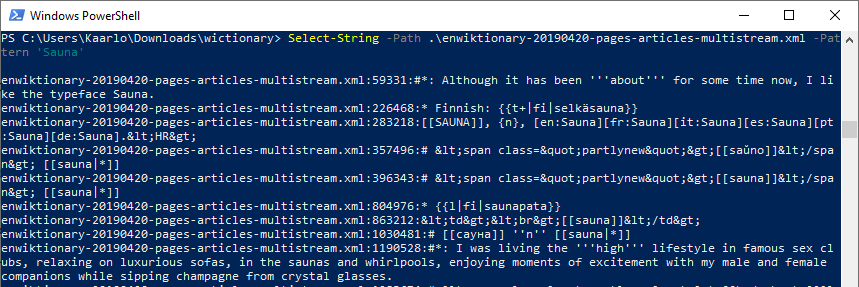 Windows PowerShell
PS C:\Users\Kaarlo\Downloads\wictionary> Select-String -Path .\enwiktionary-20190420-pages-articles-multistream.xml -Pat
tern 'Sauna'
enwiktionary-20190420-pages-articles-multistream.xml:59331:#*: Although it has been '''about''' for some time now, I li
ke the typeface Sauna.
enwiktionary-20190420-pages-articles-multistream.xml:226468:* Finnish: {{t+|fi|selkäsauna}}
enwiktionary-20190420-pages-articles-multistream.xml:283218:[[SAUNA]], {n}, [en:Sauna][fr:Sauna][it:Sauna][es:Sauna][pt
:Sauna][de:Sauna].&lt;HR&gt;
enwiktionary-20190420-pages-articles-multistream.xml:357496:# &lt;span class=&quot;partlynew&quot;&gt;[[saŭno]]&lt;/spa
n&gt; [[sauna|*]]
enwiktionary-20190420-pages-articles-multistream.xml:396343:# &lt;span class=&quot;partlynew&quot;&gt;[[sauna]]&lt;/spa
n&gt; [[sauna|*]]
enwiktionary-20190420-pages-articles-multistream.xml:804976:* {{l|fi|saunapata}}
enwiktionary-20190420-pages-articles-multistream.xml:863212:&lt;td&gt;&lt;br&gt;[[sauna]]&lt;/td&gt;
enwiktionary-20190420-pages-articles-multistream.xml:1030481:# [[сауна]] ''n'' [[sauna|*]]
enwiktionary-20190420-pages-articles-multistream.xml:1190528:#*: I was living the '''high''' lifestyle in famous sex cl
ubs, relaxing on luxurious sofas, in the saunas and whirlpools, enjoying moments of excitement with my male and female
companions while sipping champagne from crystal glasses.